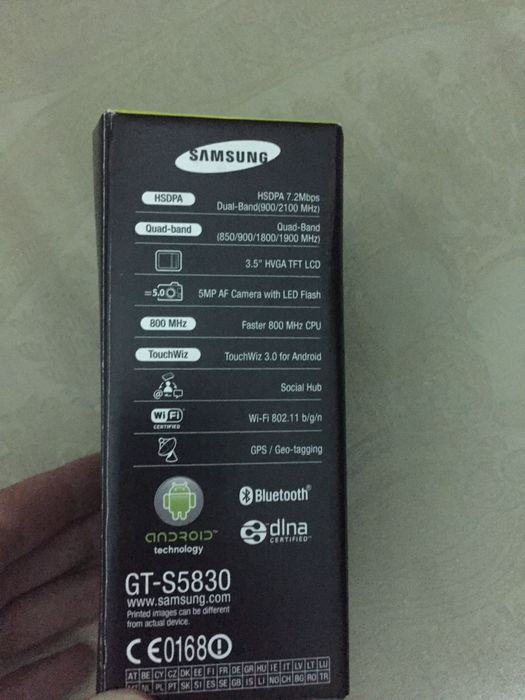 SAMSUNG
HSDPA
HSDPA 7.2Mbps
Dual-Band(900/2100 MHz)
Quad-band
Quad-Band
(850/900/1800/1900 MHz)
3.5" HVGA TFT LCD
=5.0
5MP AF Camera with LED Flash
800 MHz
Faster 800 MHz CPU
TouchWiz
TouchWiz 3.0 for Android
@
Social Hub
Wi Fi
CERTIFIED
Wi-Fi 802.11 b/g/n
GPS / Geo-tagging
ANDROID™
technology
Bluetooth®
dlna
CERTIFIED™
GT-S5830
www.samsung.com
Printed images can be different
from actual device.
CE0168!
AT BE CY CZ DK EE FI FR DE GR HU IE IT LV LT LU
MT NL PL PT SK SI ES SE GB IS LI NO CH BG RO TR